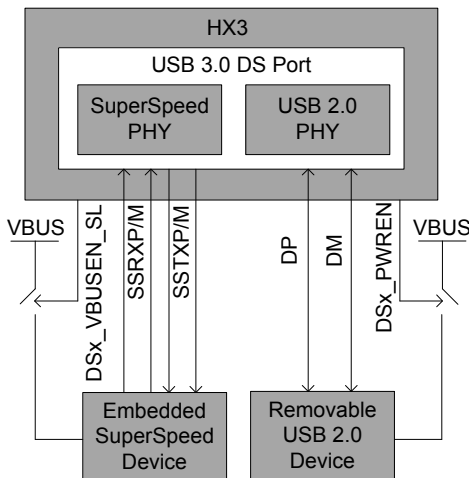 HX3
USB 3.0 DS Port
SuperSpeed
PHY
USB 2.0
PHY
VBUS
DSx_VBUSEN_SL
SSRXP/M
SSTXP/M
DP
DM
DSx_PWREN
VBUS
Embedded
SuperSpeed
Device
Removable
USB 2.0
Device